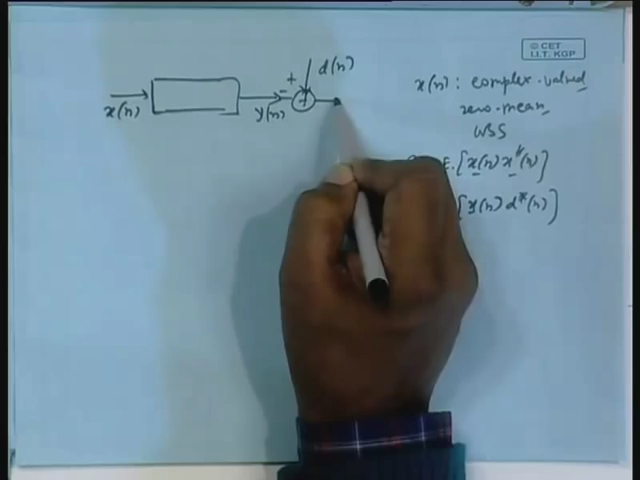 © CET
I.I.T. KGP
d(n)
+
-
+
x(n)
y(n)
x(n): complex-valued
zero-mean
WSS
E[x(n) x*(n)]
[x(n) d*(n)]